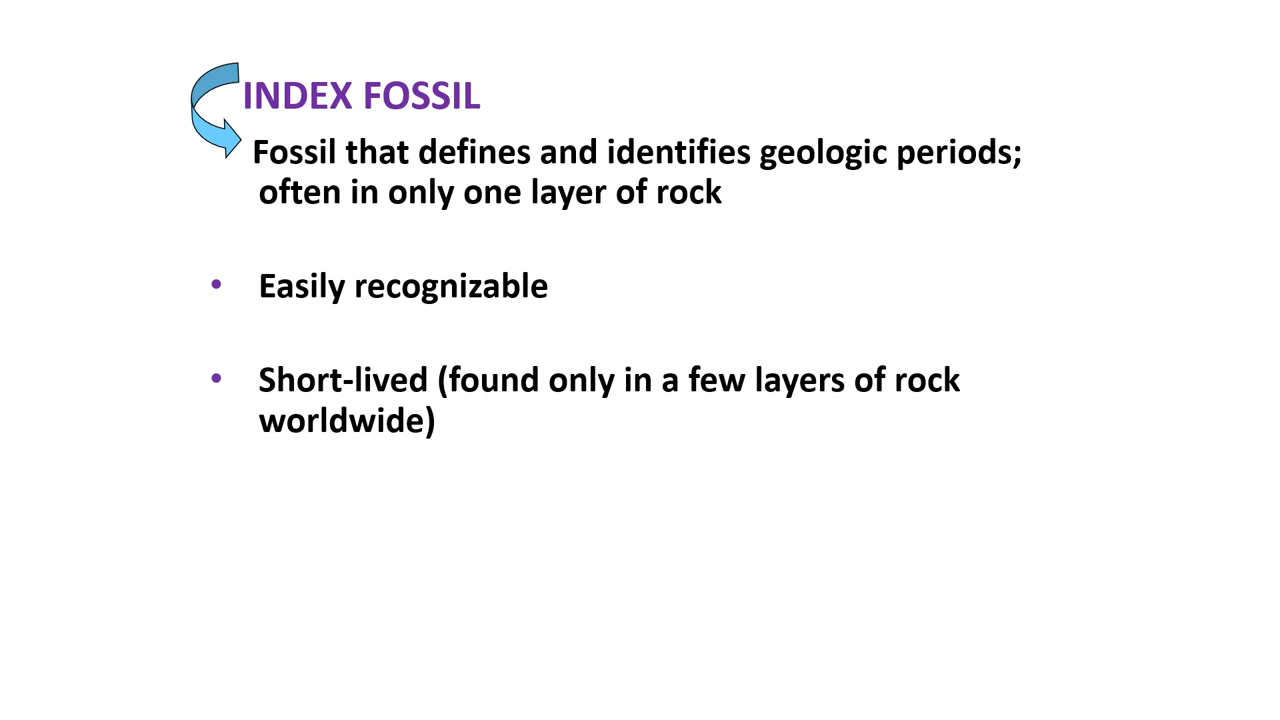 INDEX FOSSIL
Fossil that defines and identifies geologic periods;
often in only one layer of rock
• Easily recognizable
• Short-lived (found only in a few layers of rock
worldwide)